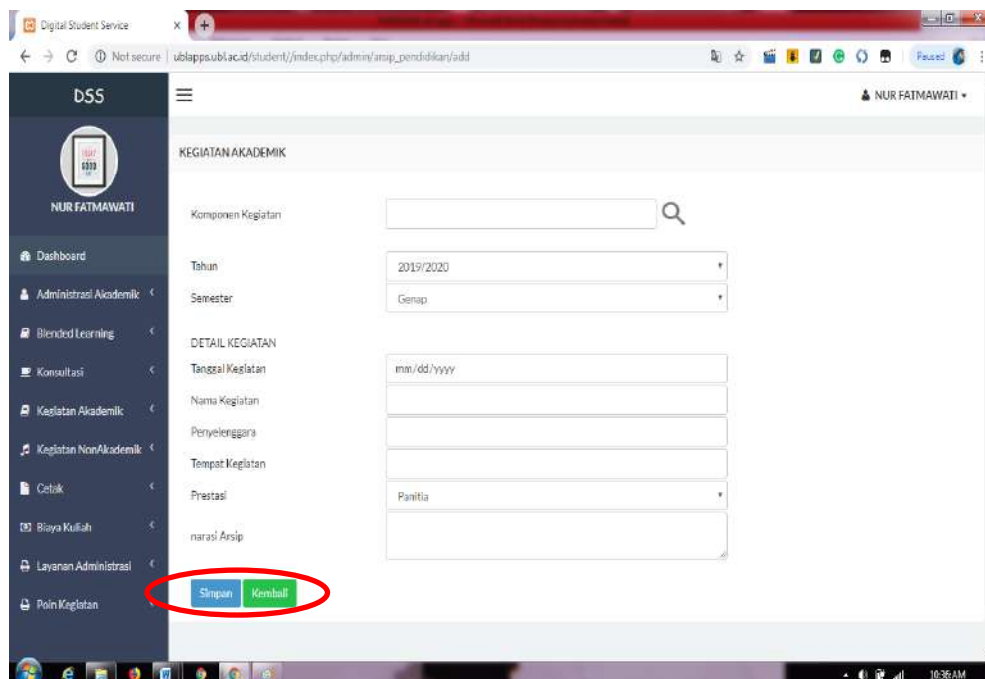 Digital Student Service
Not secure ublapps.ubl.ac.id/student//index.php/admin/arsip_pendidikan/add
Paused
DSS
NUR FATMAWATI
KEGIATAN AKADEMIK
NUR FATMAWATI
Komponen Kegiatan
Dashboard
Tahun 2019/2020
Administrasi Akademik
Semester Genap
Blended Learning
DETAIL KEGIATAN
Konsultasi
Tanggal Kegiatan mm/dd/yyyy
Kegiatan Akademik
Nama Kegiatan
Penyelenggara
Kegiatan NonAkademik
Tempat Kegiatan
Cetak
Prestasi Panitia
Biaya Kuliah
narasi Arsip
Layanan Administrasi
Simpan Kembali
Poin Kegiatan
10:36 AM